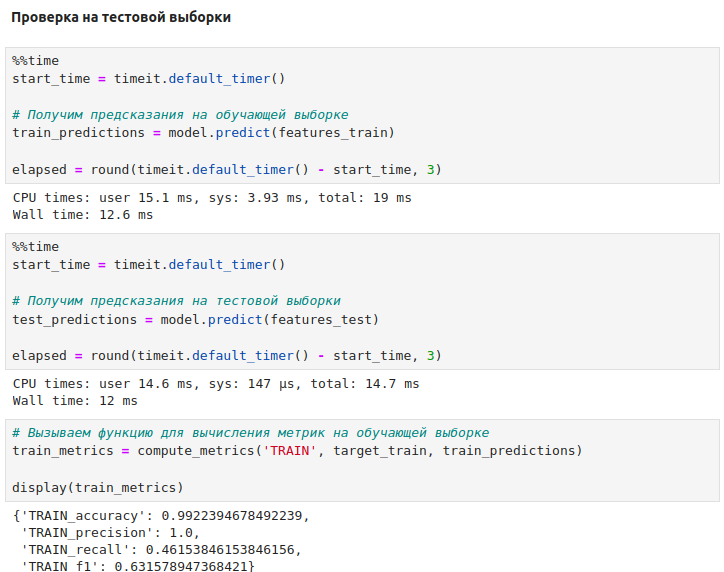 Проверка на тестовой выборки
%%time
start_time = timeit.default_timer()
# Получим предсказания на обучающей выборке
train_predictions = model.predict(features_train)
elapsed = round(timeit.default_timer() - start_time, 3)
CPU times: user 15.1 ms, sys: 3.93 ms, total: 19 ms
Wall time: 12.6 ms
%%time
start_time = timeit.default_timer()
# Получим предсказания на тестовой выборки
test_predictions = model.predict(features_test)
elapsed = round(timeit.default_timer() - start_time, 3)
CPU times: user 14.6 ms, sys: 147 µs, total: 14.7 ms
Wall time: 12 ms
# Вызываем функцию для вычисления метрик на обучающей выборке
train_metrics = compute_metrics('TRAIN', target_train, train_predictions)
display(train_metrics)
{'TRAIN_accuracy': 0.9922394678492239,
'TRAIN_precision': 1.0,
'TRAIN_recall': 0.46153846153846156,
'TRAIN_f1': 0.631578947368421}